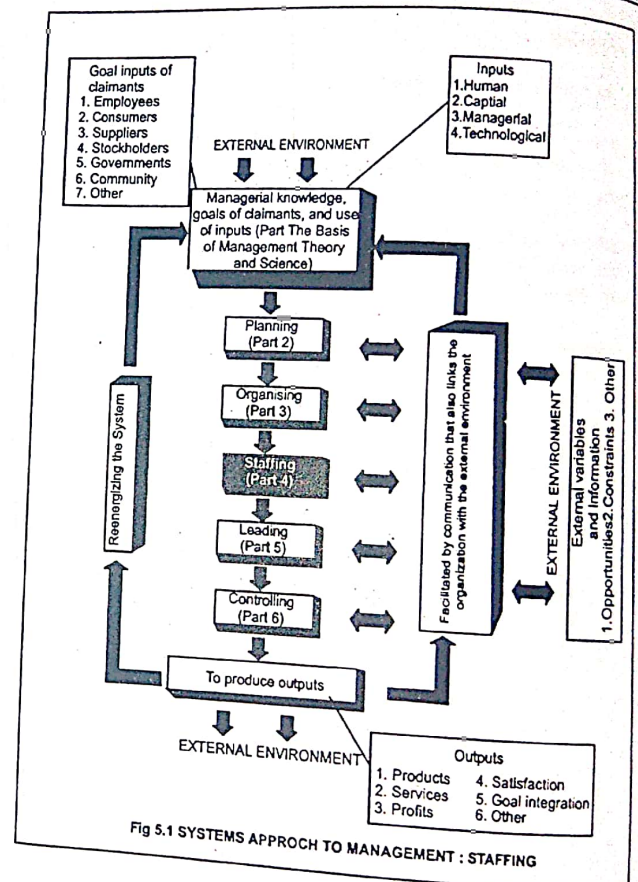 Goal inputs of
claimants
1. Employees
2. Consumers
3. Suppliers
4. Stockholders
5. Governments
6. Community
7. Other
Inputs
1.Human
2.Captial
3.Managerial
4.Technological
EXTERNAL ENVIRONMENT
Managerial knowledge,
goals of claimants, and use
of inputs (Part The Basis
of Management Theory
and Science)
Planning
(Part 2)
Organising
(Part 3)
Staffing
(Part 4)
Leading
(Part 5)
Controlling
(Part 6)
Reenergizing the System
Facilitated by communication that also links the
organization with the external environment
EXTERNAL ENVIRONMENT
External variables
and Information
1.Opportunities2.Constraints 3. Other
To produce outputs
EXTERNAL ENVIRONMENT
Outputs
1. Products
2. Services
3. Profits
4. Satisfaction
5. Goal integration
6. Other
Fig 5.1 SYSTEMS APPROCH TO MANAGEMENT : STAFFING